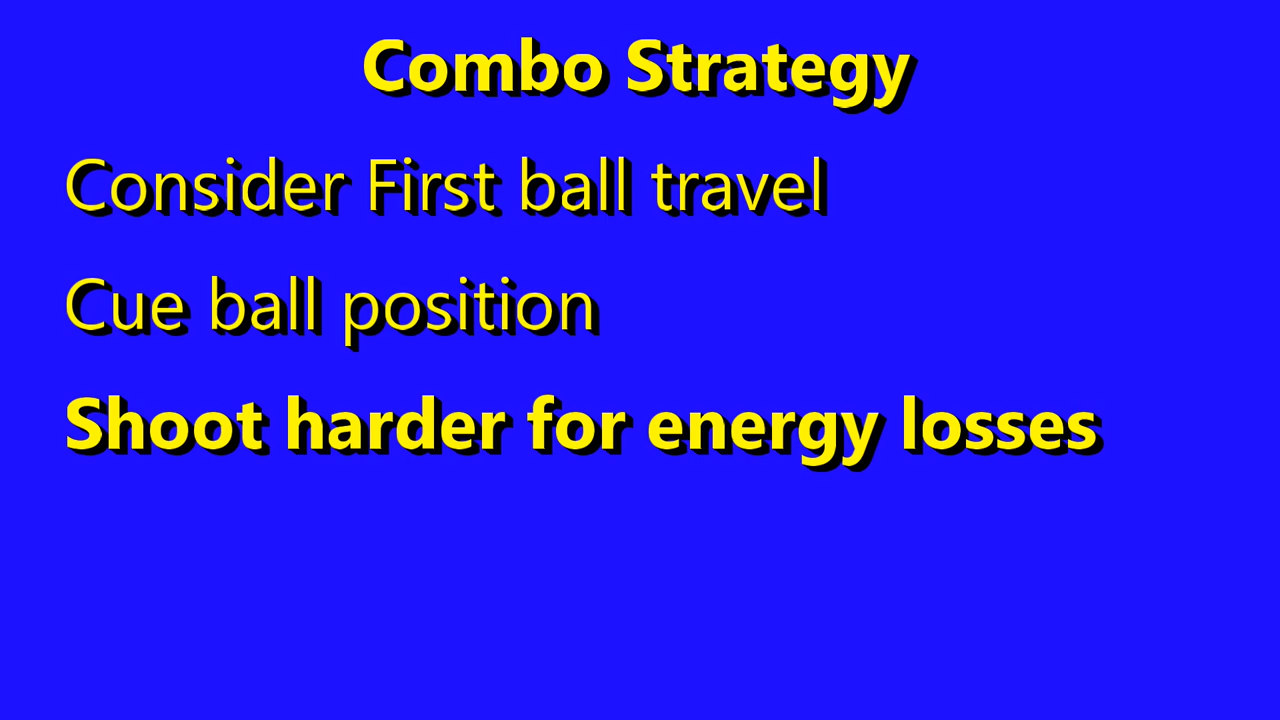 Combo Strategy
Consider First ball travel
Cue ball position
Shoot harder for energy losses